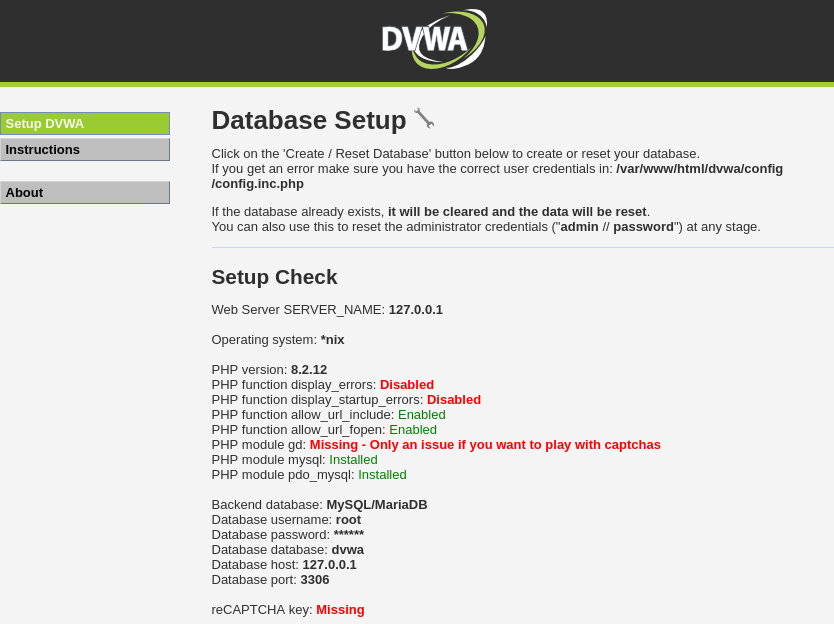 DVWA
Setup DVWA
Instructions
About
Database Setup
Click on the 'Create / Reset Database' button below to create or reset your database.
If you get an error make sure you have the correct user credentials in: /var/www/html/dvwa/config
/config.inc.php
If the database already exists, it will be cleared and the data will be reset.
You can also use this to reset the administrator credentials ("admin // password") at any stage.
Setup Check
Web Server SERVER_NAME: 127.0.0.1
Operating system: *nix
PHP version: 8.2.12
PHP function display_errors: Disabled
PHP function display_startup_errors: Disabled
PHP function allow_url_include: Enabled
PHP function allow_url_fopen: Enabled
PHP module gd: Missing - Only an issue if you want to play with captchas
PHP module mysql: Installed
PHP module pdo_mysql: Installed
Backend database: MySQL/MariaDB
Database username: root
Database password: ******
Database database: dvwa
Database host: 127.0.0.1
Database port: 3306
reCAPTCHA key: Missing